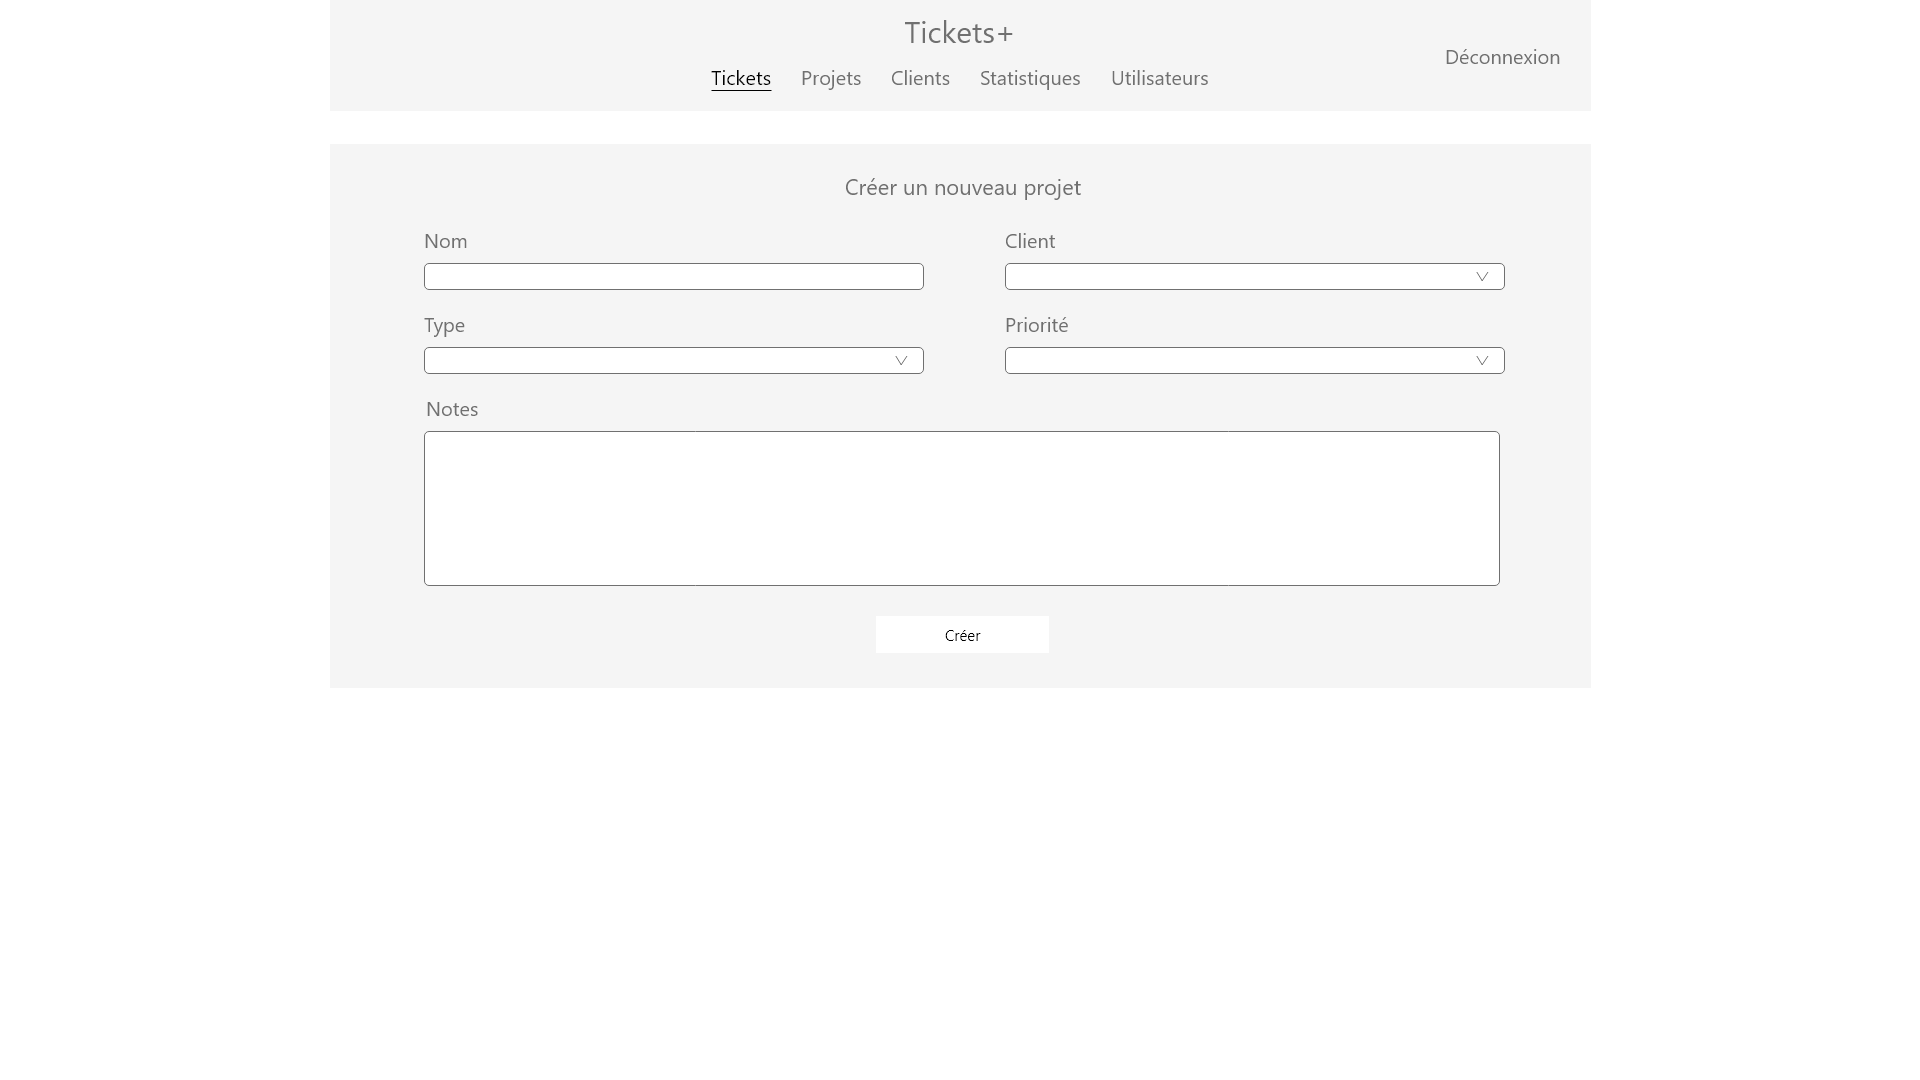 Tickets+
Déconnexion
Tickets Projets Clients Statistiques Utilisateurs
Créer un nouveau projet
Nom Client
Type Priorité
Notes
Créer